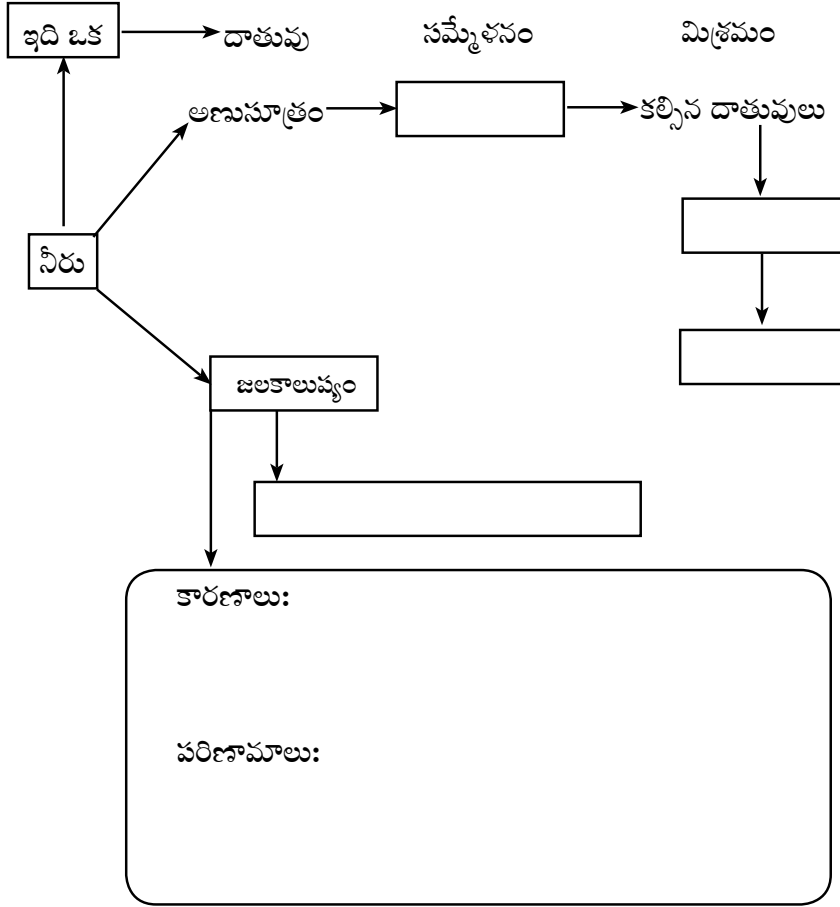 ఇది ఒక దాతువు సమ్మేళనం మిశ్రమం
అణుసూత్రం కల్సిన దాతువులు
నీరు
జలకాలుష్యం
కారణాలు:
పరిణామాలు: